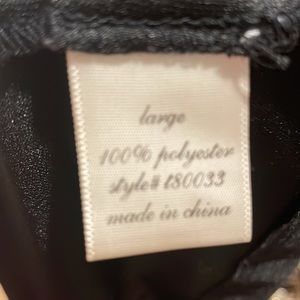 large
100% polyester
style# 180033
made in china